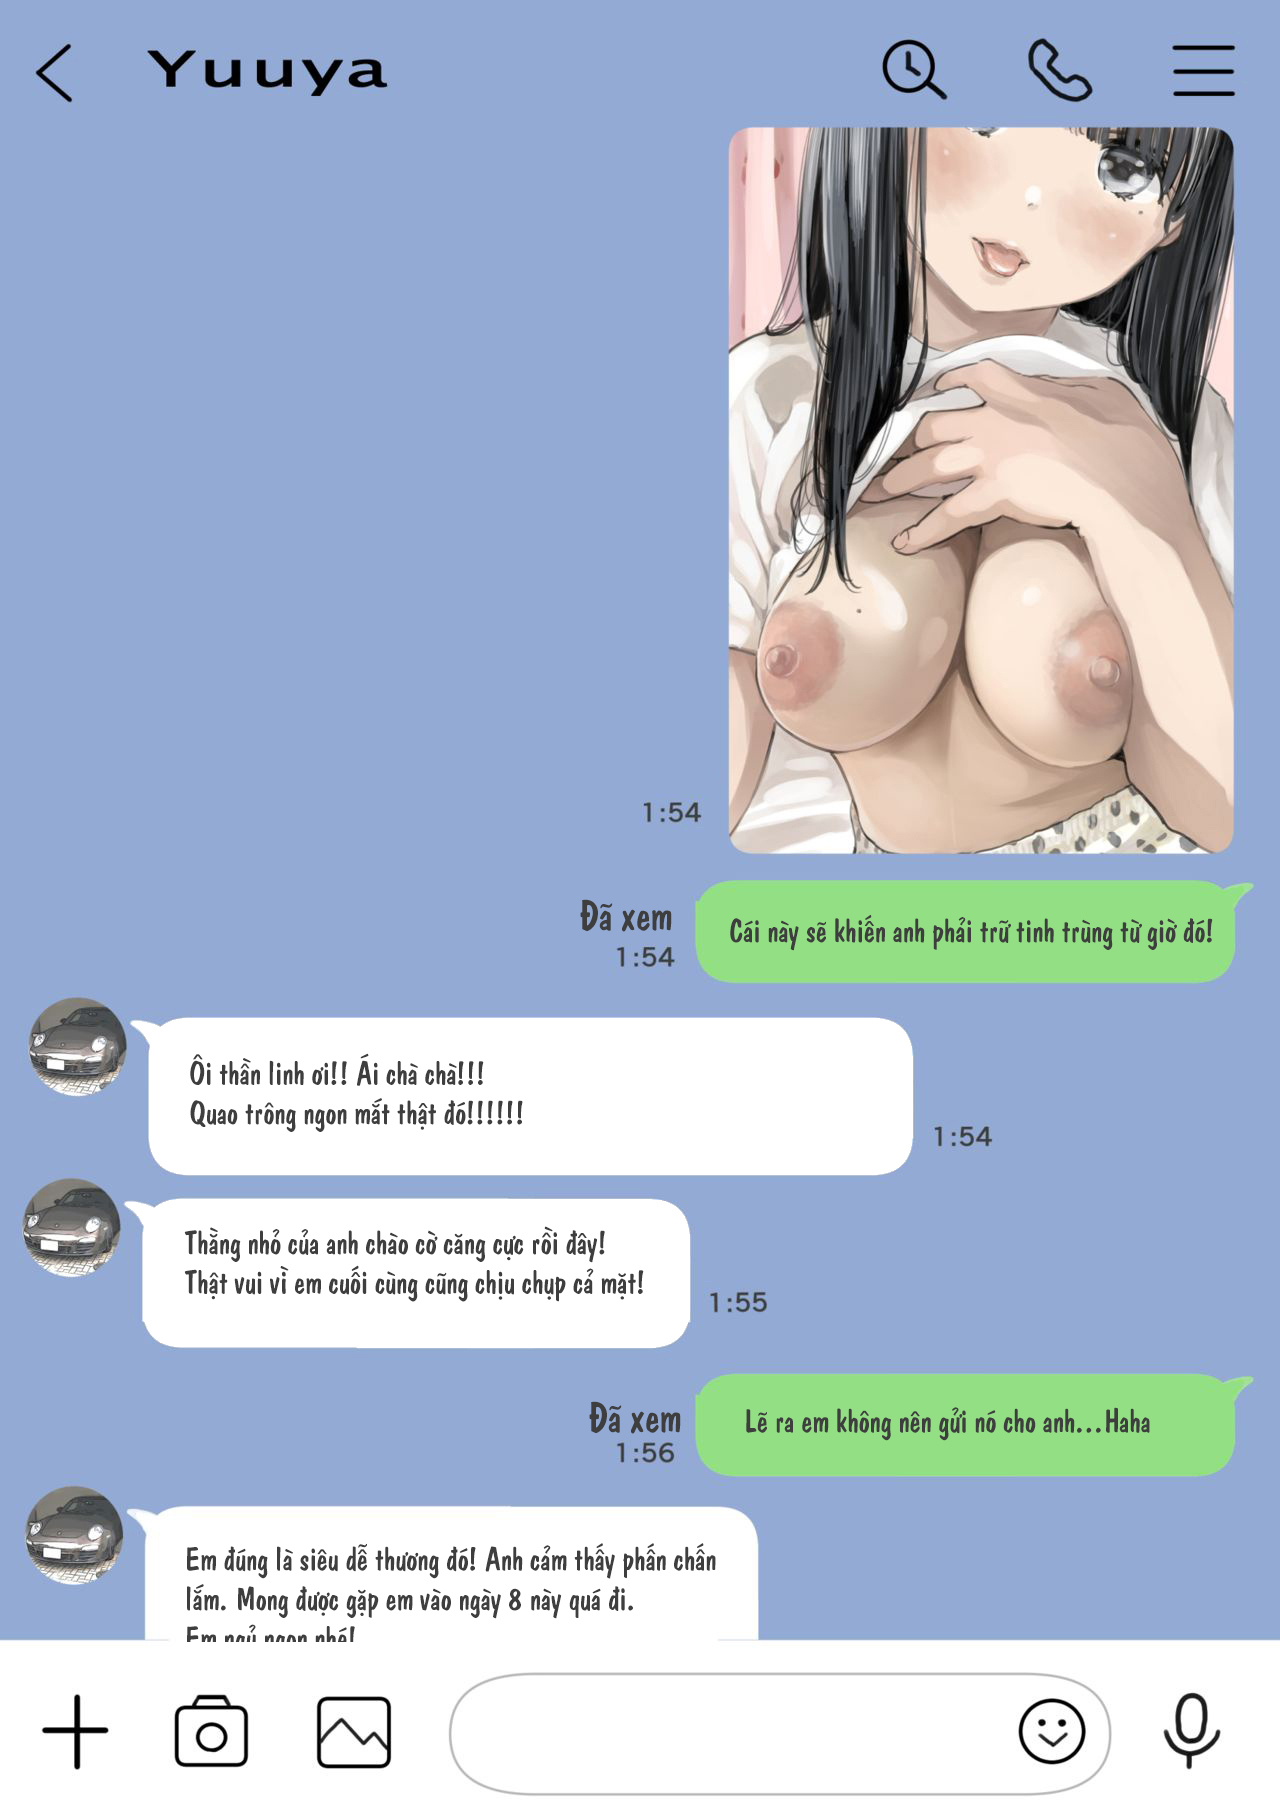 Yuuya
1:54
Đã xem
1:54
Cái này sẽ khiến anh phải trữ tinh trùng từ giờ đó!
Ôi thần linh ơi!! Ái chà chà!!!
Quao trông ngon mắt thật đó!!!!!!
1:54
Thằng nhỏ của anh chào cờ căng cực rồi đây!
Thật vui vì em cuối cùng cũng chịu chụp cả mặt!
1:55
Đã xem
1:56
Lẽ ra em không nên gửi nó cho anh...Haha
Em đúng là siêu dễ thương đó! Anh cảm thấy phấn chấn
lắm. Mong được gặp em vào ngày 8 này quá đi.
Em ngủ ngon nhé!